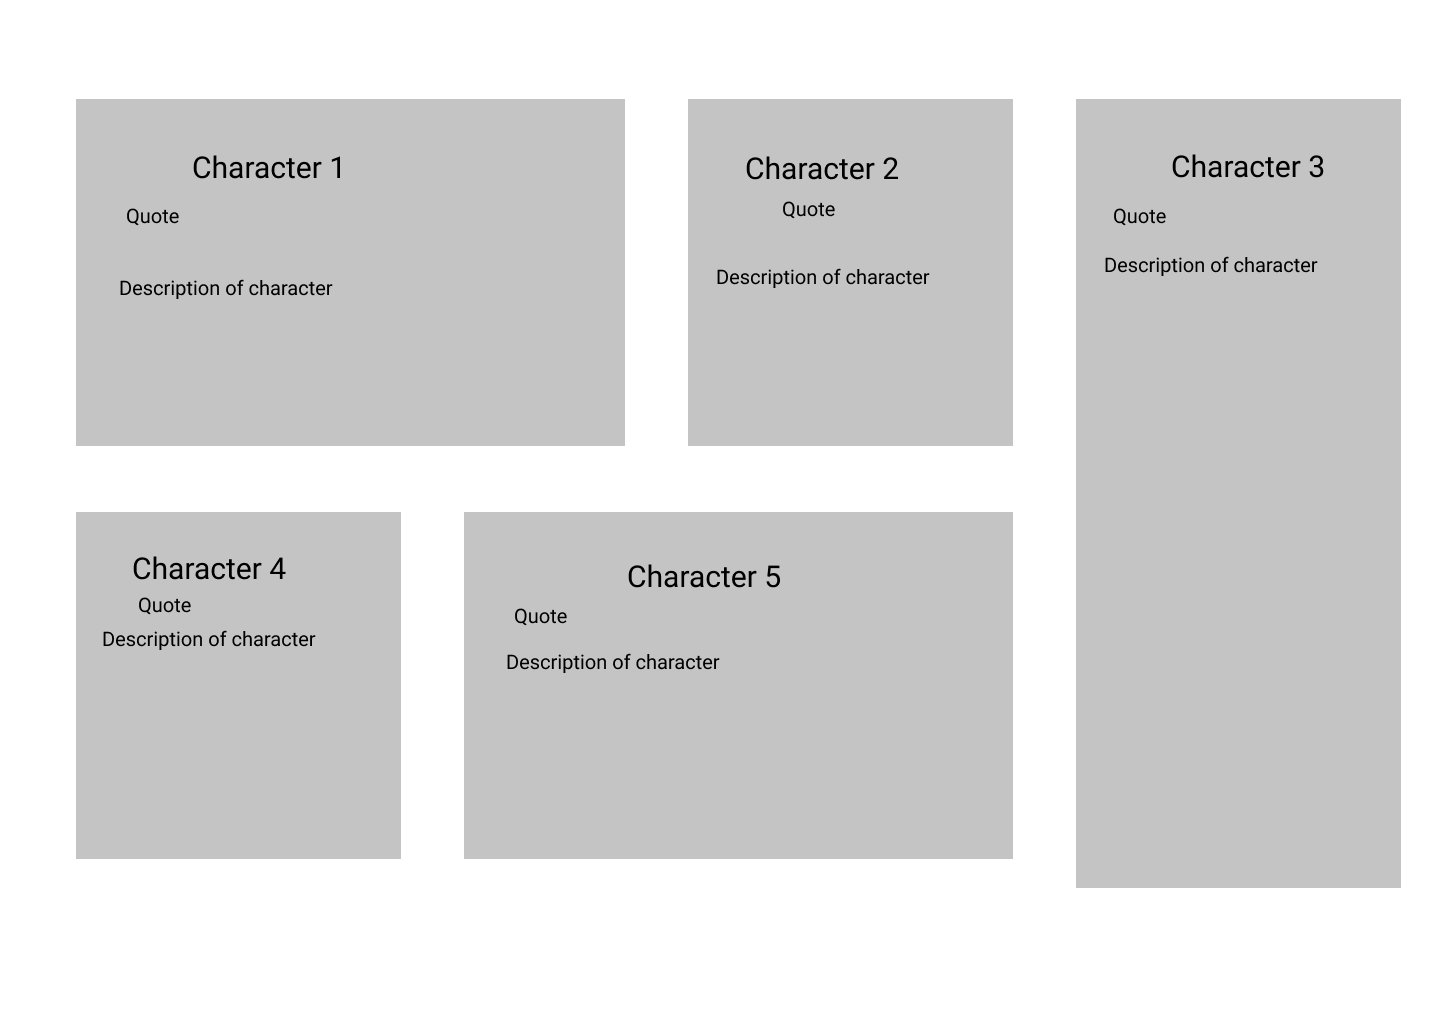 Character 1
Quote
Description of character
Character 2
Quote
Description of character
Character 3
Quote
Description of character
Character 4
Quote
Description of character
Character 5
Quote
Description of character